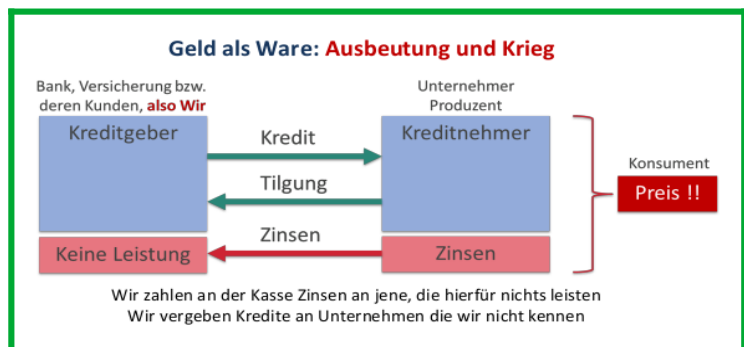 Geld als Ware: Ausbeutung und Krieg
Bank, Versicherung bzw.
deren Kunden, also Wir
Unternehmer
Produzent
Kreditgeber
Kredit
Kreditnehmer
Tilgung
Konsument
Preis !!
Zinsen
Keine Leistung
Zinsen
Wir zahlen an der Kasse Zinsen an jene, die hierfür nichts leisten
Wir vergeben Kredite an Unternehmen die wir nicht kennen